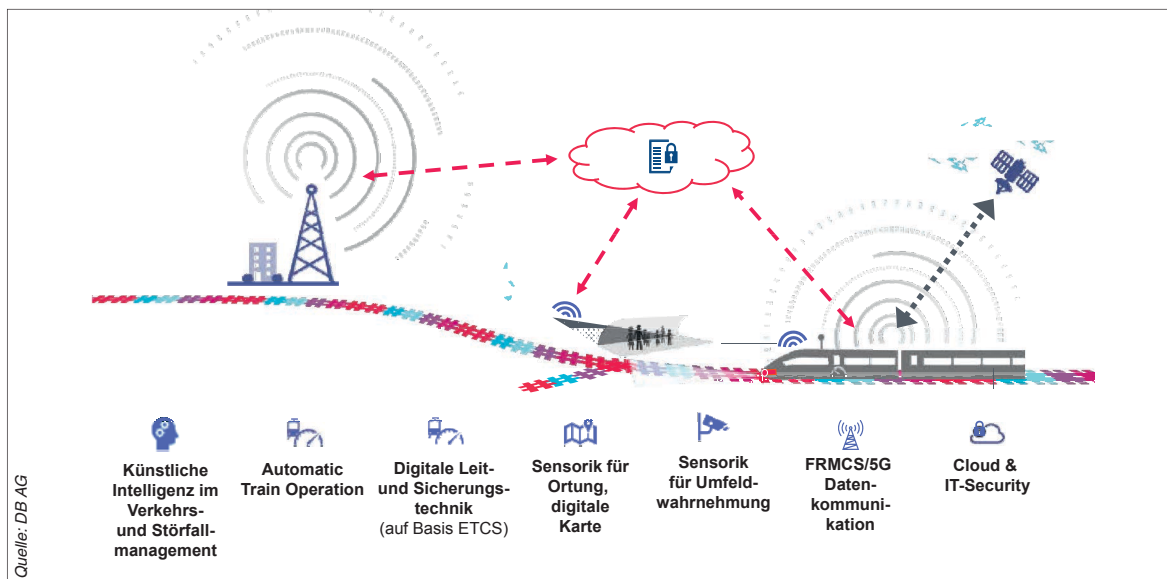 Künstliche
Intelligenz im
Verkehrs-
und Störfall-
management
Automatic
Train Operation
Digitale Leit-
und Sicherungs-
technik
(auf Basis ETCS)
Sensorik für
Ortung,
digitale
Karte
Sensorik
für Umfeld-
wahrnehmung
FRMCS/5G
Daten-
kommuni-
kation
Cloud &
IT-Security
Quelle: DB AG